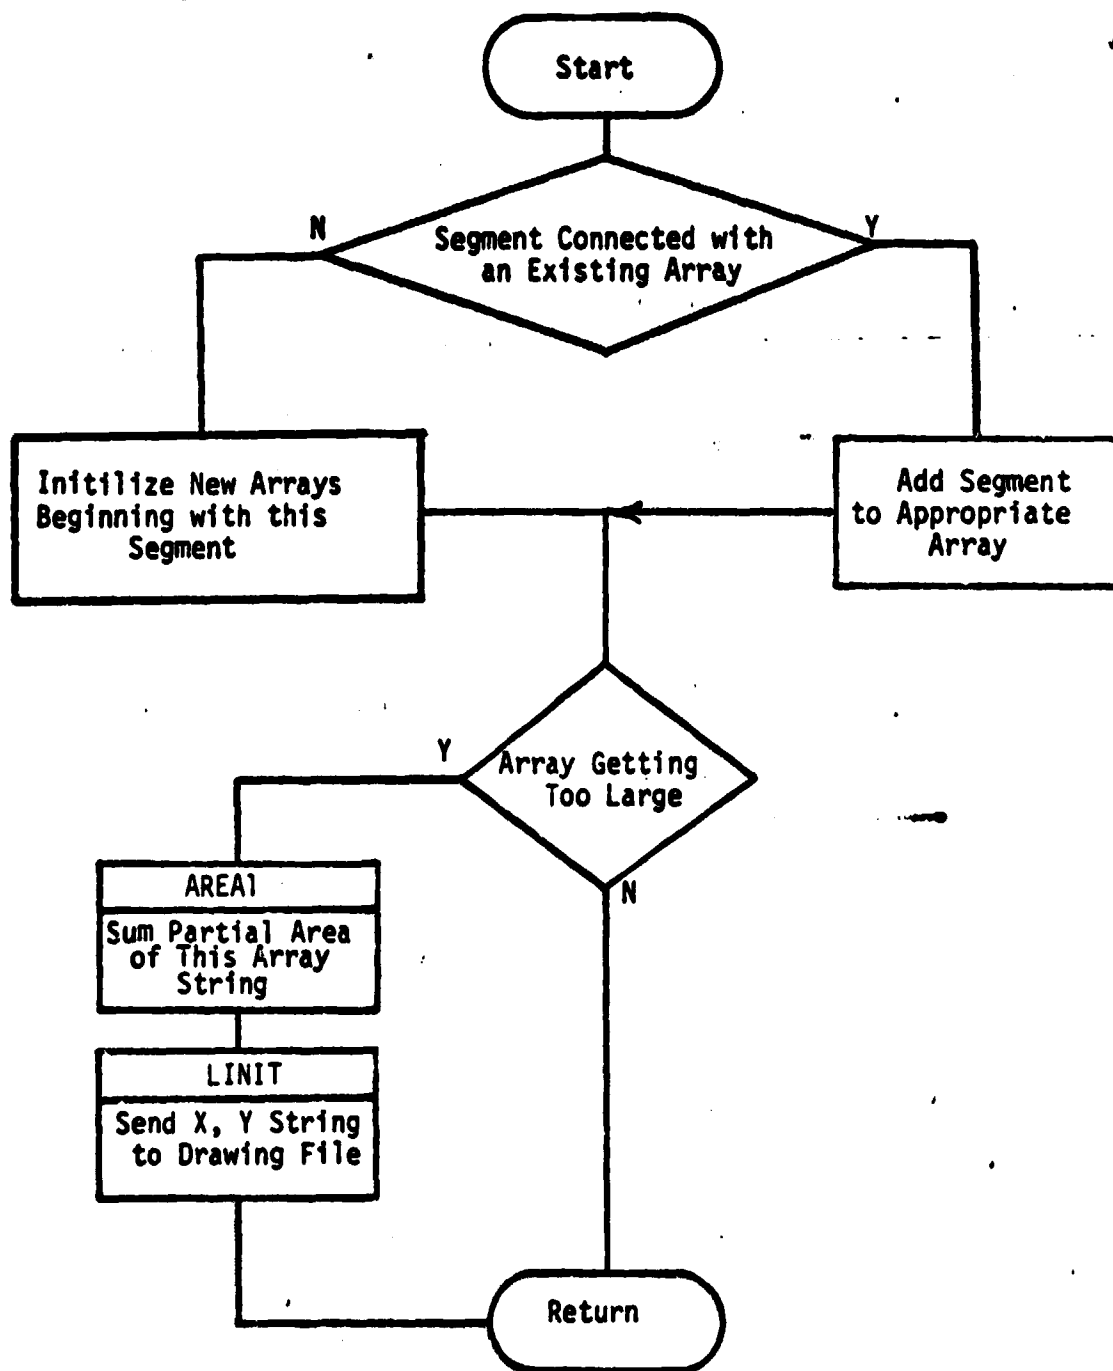 Start
N
Y
Segment Connected with
an Existing Array
Initilize New Arrays
Beginning with this
Segment
Add Segment
to Appropriate
Array
Y
Array Getting
Too Large
N
AREA1
Sum Partial Area
of This Array
String
LINIT
Send X, Y String
to Drawing File
Return